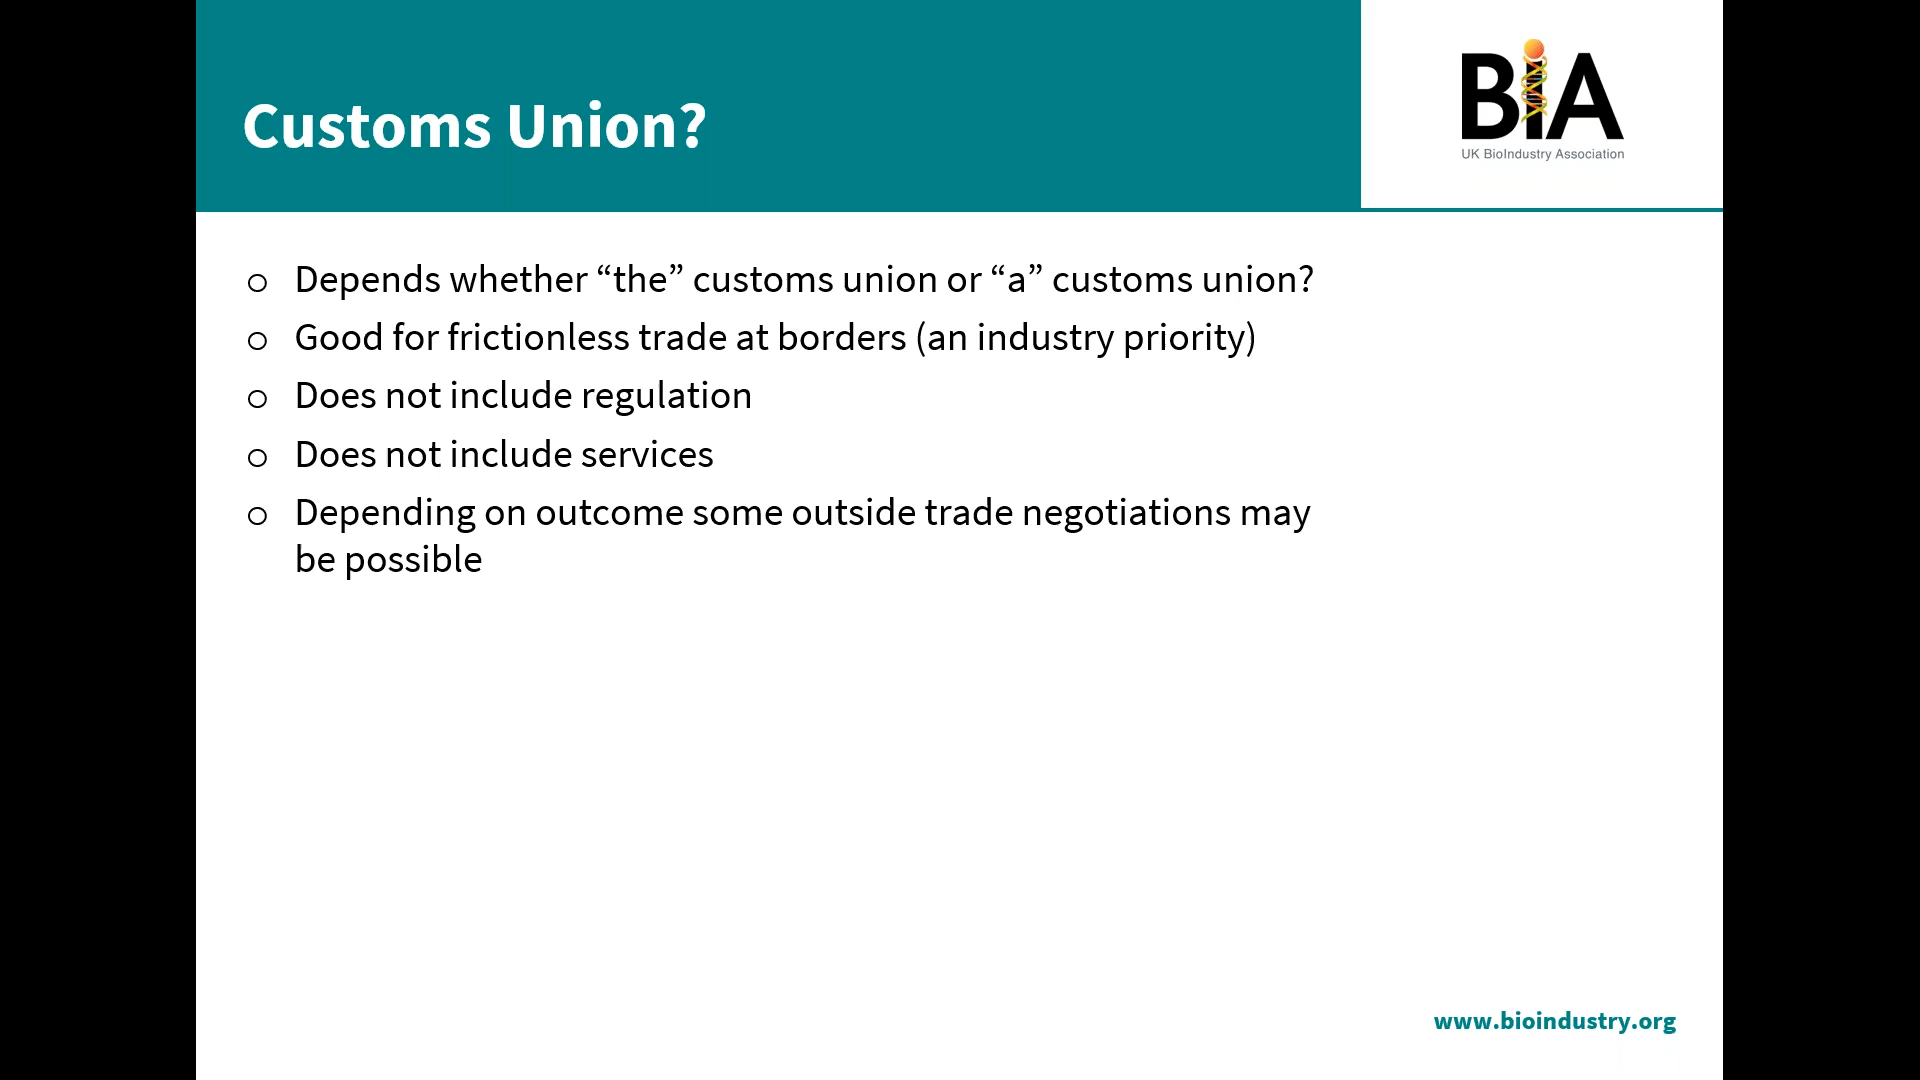 Customs Union?
BiA
UK BioIndustry Association
○ Depends whether “the” customs union or “a” customs union?
○ Good for frictionless trade at borders (an industry priority)
○ Does not include regulation
○ Does not include services
○ Depending on outcome some outside trade negotiations may
be possible
www.bioindustry.org